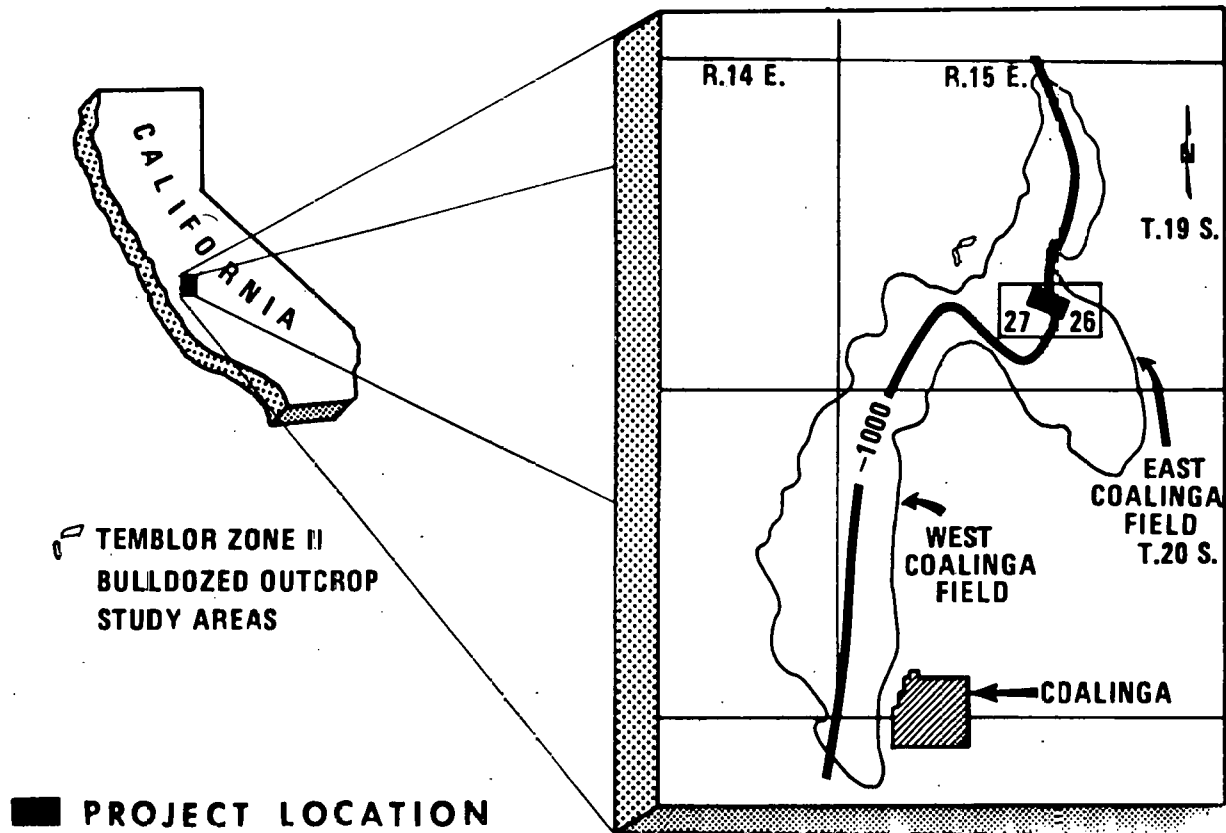 CALIFORNIA
TEMBLOR ZONE II
BULLDOZED OUTCROP
STUDY AREAS
PROJECT LOCATION
R.14 E.
R.15 E.
N
T.19 S.
27
26
-1000
EAST
COALINGA
FIELD
T.20 S.
WEST
COALINGA
FIELD
COALINGA